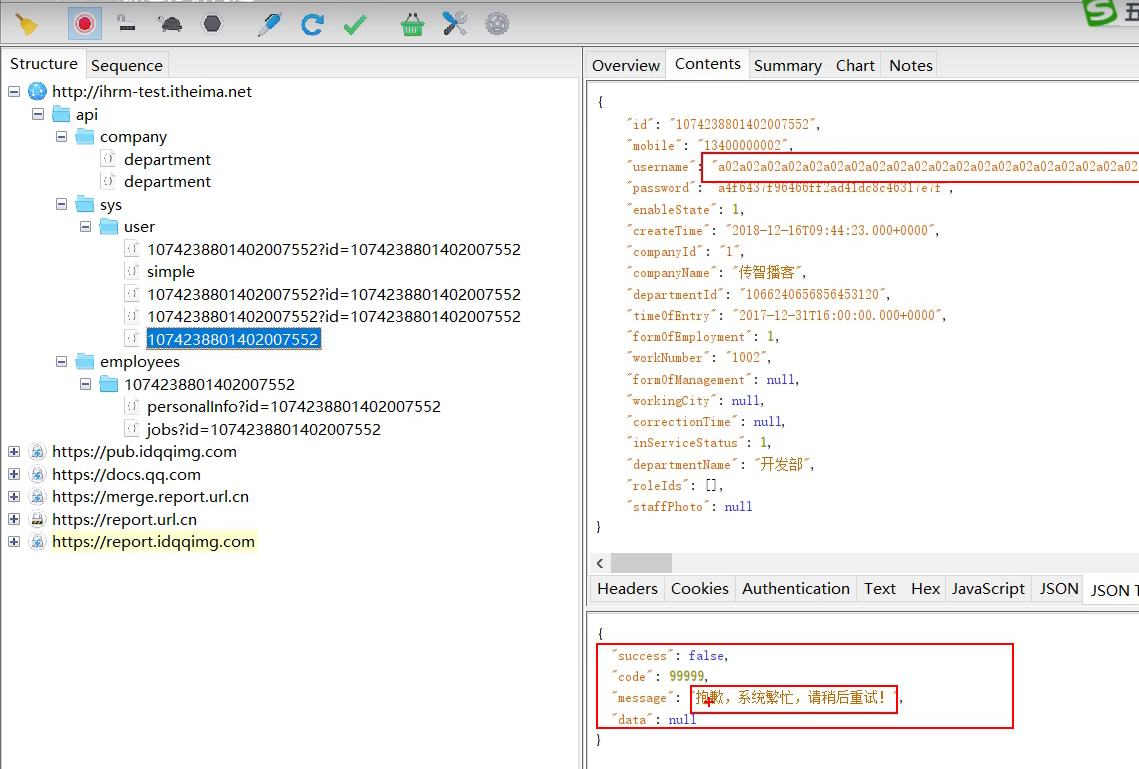 五
Structure
Sequence
http://ihrm-test.itheima.net
api
company
department
department
sys
user
1074238801402007552?id=1074238801402007552
simple
1074238801402007552?id=1074238801402007552
1074238801402007552?id=1074238801402007552
1074238801402007552
employees
1074238801402007552
personalInfo?id=1074238801402007552
jobs?id=1074238801402007552
https://pub.idqqimg.com
https://docs.qq.com
https://merge.report.url.cn
https://report.url.cn
https://report.idqqimg.com
Overview Contents Summary Chart Notes
{
"id": "1074238801402007552",
"mobile": "13400000002",
"username": "a02a02a02a02a02a02a02a02a02a02a02a02a02a02a02a02a02a02a02a02
"password": "a4f6437f96466ff2ad41dc8c46317e7f",
"enableState": 1,
"createTime": "2018-12-16T09:44:23.000+0000",
"companyId": "1",
"companyName": "传智播客",
"departmentId": "1066240656856453120",
"timeOfEntry": "2017-12-31T16:00:00.000+0000",
"formOfEmployment": 1,
"workNumber": "1002",
"formOfManagement": null,
"workingCity": null,
"correctionTime": null,
"inServiceStatus": 1,
"departmentName": "开发部",
"roleIds": [],
"staffPhoto": null
}
Headers Cookies Authentication Text Hex JavaScript JSON JSON T
{
"success": false,
"code": 99999,
"message": "抱歉，系统繁忙，请稍后重试！",
"data": null
}